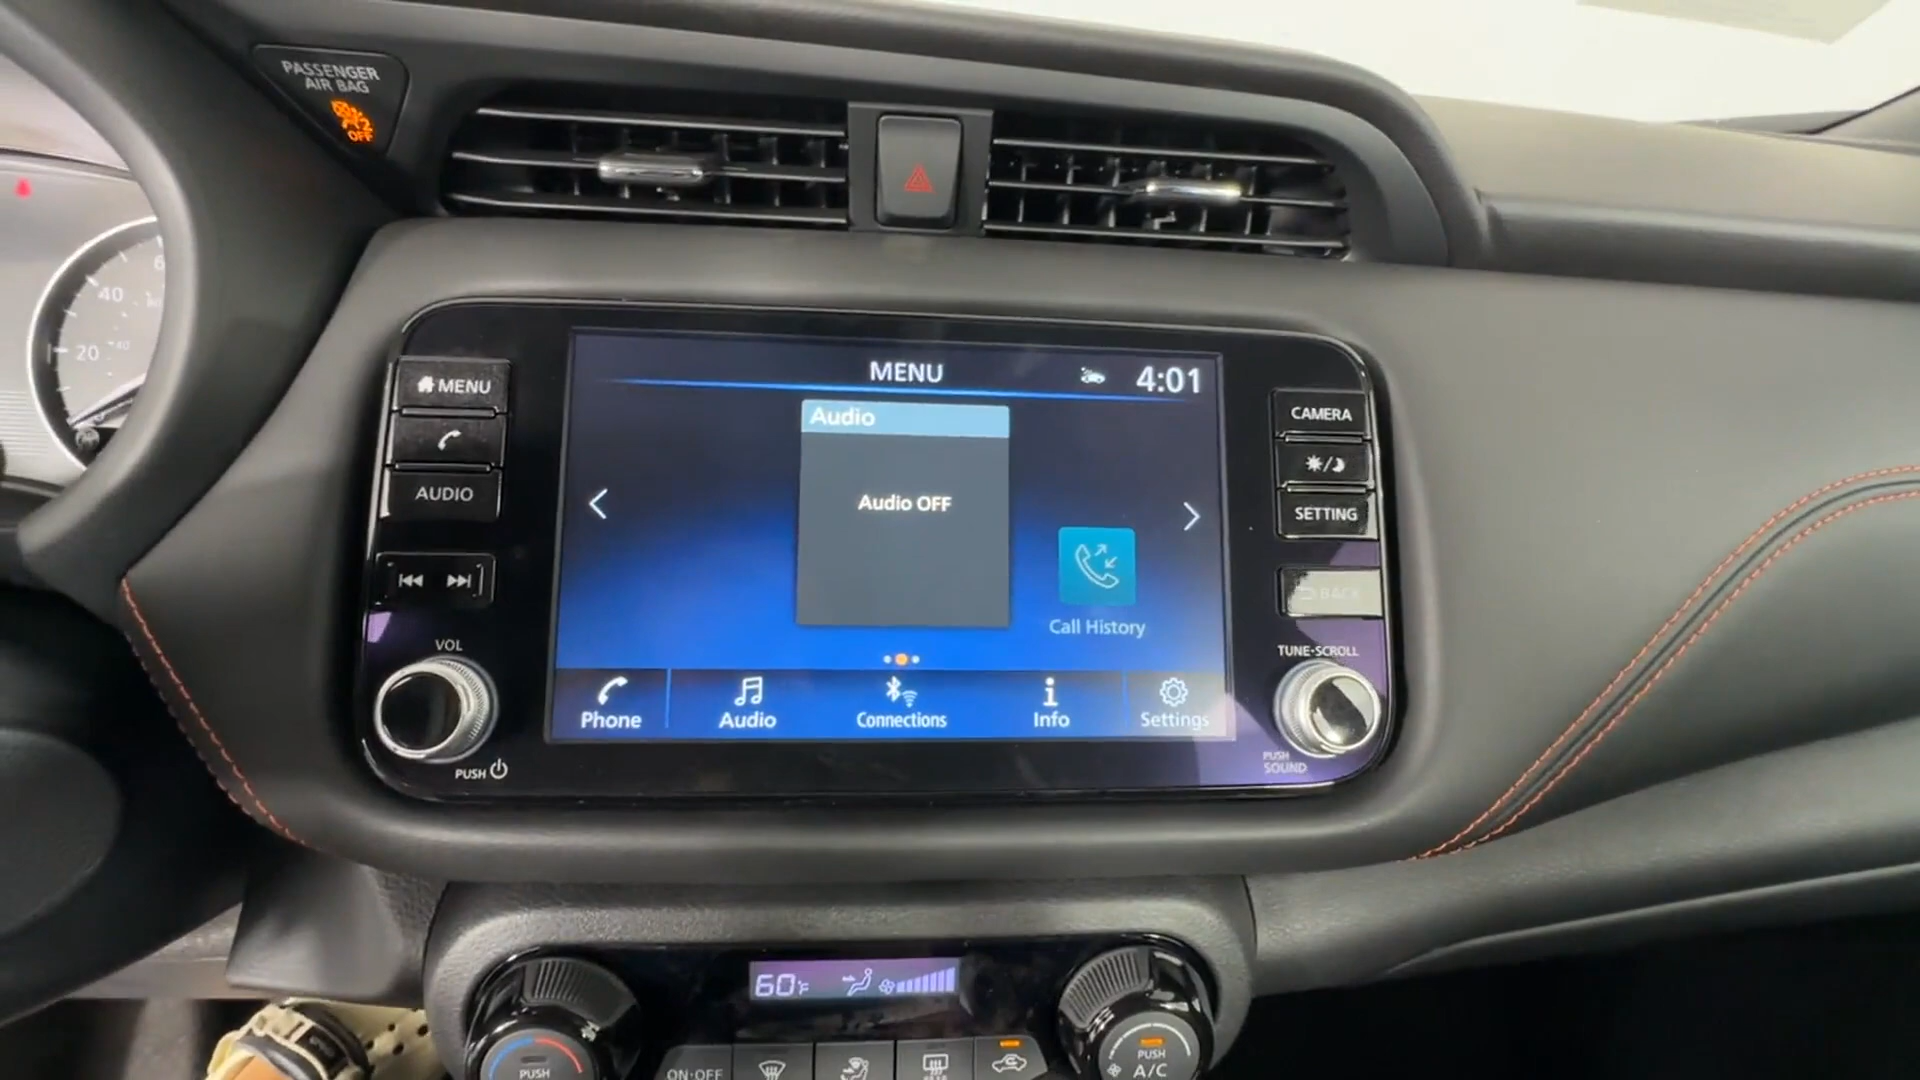 PASSENGER
AIR BAG
OFF
40
20
MENU
AUDIO
VOL
PUSH
MENU
4:01
Audio
Audio OFF
Call History
Phone
Audio
Connections
Info
Settings
CAMERA
SETTING
BACK
TUNE·SCROLL
PUSH
SOUND
60°F
PUSH
ON·OFF
PUSH
A/C